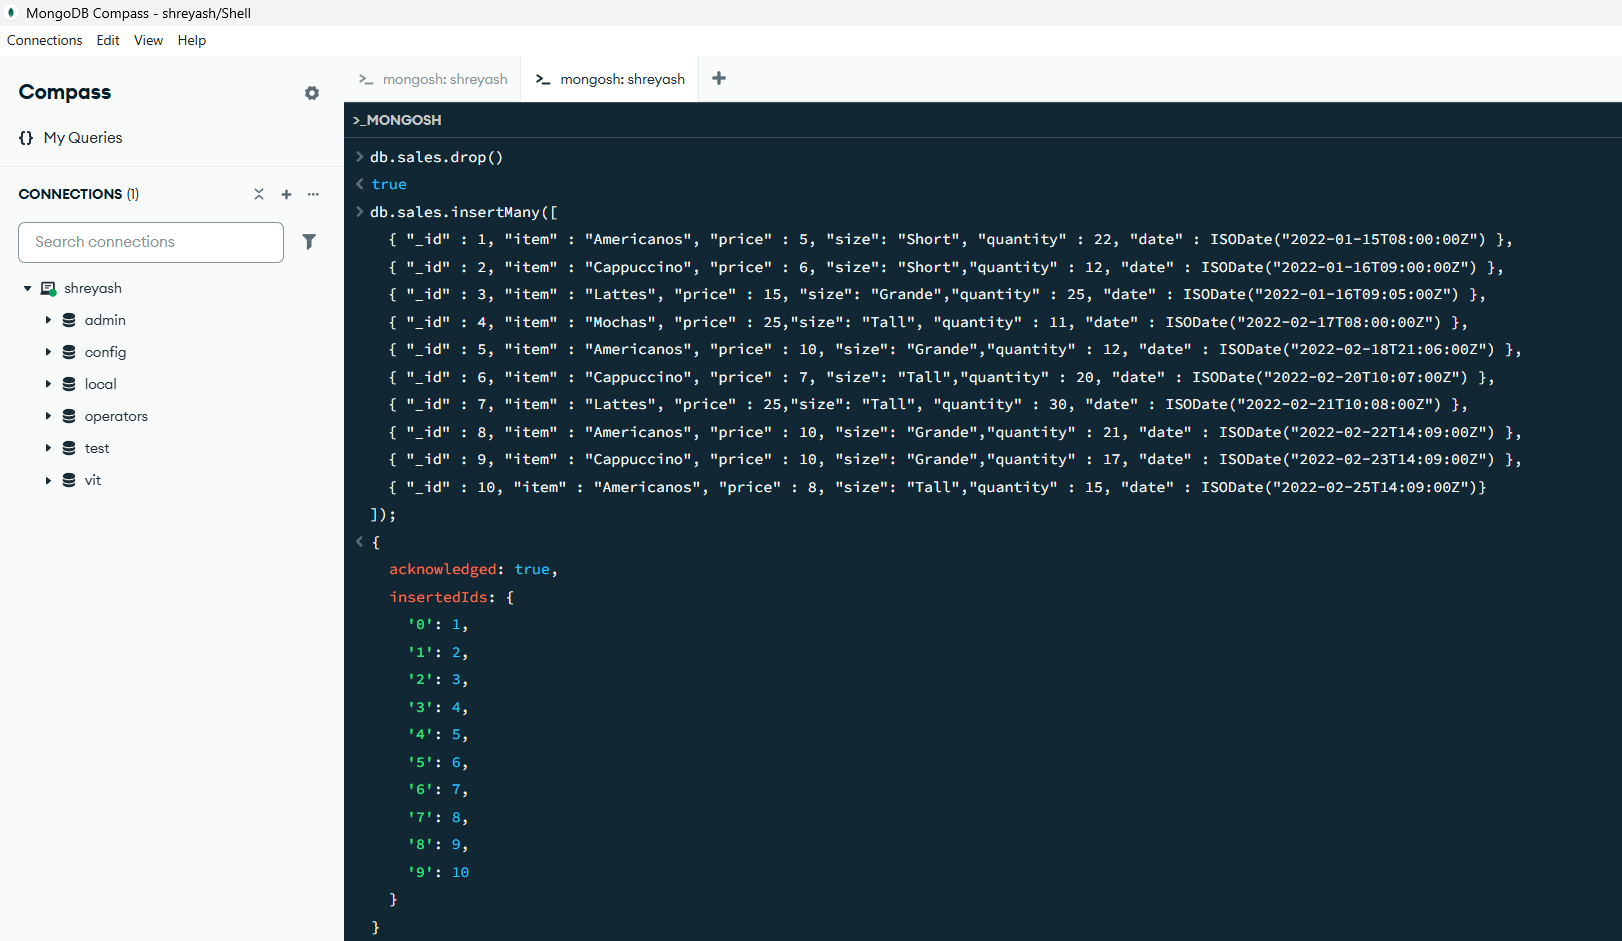 MongoDB Compass - shreyash/Shell
Connections Edit View Help
Compass
{} My Queries
CONNECTIONS (1)
Search connections
shreyash
admin
config
local
operators
test
vit
>_ mongosh: shreyash >_ mongosh: shreyash +
>_MONGOSH
> db.sales.drop()
< true
> db.sales.insertMany([
{ "_id" : 1, "item" : "Americanos", "price" : 5, "size": "Short", "quantity" : 22, "date" : ISODate("2022-01-15T08:00:00Z") },
{ "_id" : 2, "item" : "Cappuccino", "price" : 6, "size": "Short","quantity" : 12, "date" : ISODate("2022-01-16T09:00:00Z") },
{ "_id" : 3, "item" : "Lattes", "price" : 15, "size": "Grande","quantity" : 25, "date" : ISODate("2022-01-16T09:05:00Z") },
{ "_id" : 4, "item" : "Mochas", "price" : 25,"size": "Tall", "quantity" : 11, "date" : ISODate("2022-02-17T08:00:00Z") },
{ "_id" : 5, "item" : "Americanos", "price" : 10, "size": "Grande","quantity" : 12, "date" : ISODate("2022-02-18T21:06:00Z") },
{ "_id" : 6, "item" : "Cappuccino", "price" : 7, "size": "Tall","quantity" : 20, "date" : ISODate("2022-02-20T10:07:00Z") },
{ "_id" : 7, "item" : "Lattes", "price" : 25,"size": "Tall", "quantity" : 30, "date" : ISODate("2022-02-21T10:08:00Z") },
{ "_id" : 8, "item" : "Americanos", "price" : 10, "size": "Grande","quantity" : 21, "date" : ISODate("2022-02-22T14:09:00Z") },
{ "_id" : 9, "item" : "Cappuccino", "price" : 10, "size": "Grande","quantity" : 17, "date" : ISODate("2022-02-23T14:09:00Z") },
{ "_id" : 10, "item" : "Americanos", "price" : 8, "size": "Tall","quantity" : 15, "date" : ISODate("2022-02-25T14:09:00Z")}
]);
< {
acknowledged: true,
insertedIds: {
'0': 1,
'1': 2,
'2': 3,
'3': 4,
'4': 5,
'5': 6,
'6': 7,
'7': 8,
'8': 9,
'9': 10
}
}